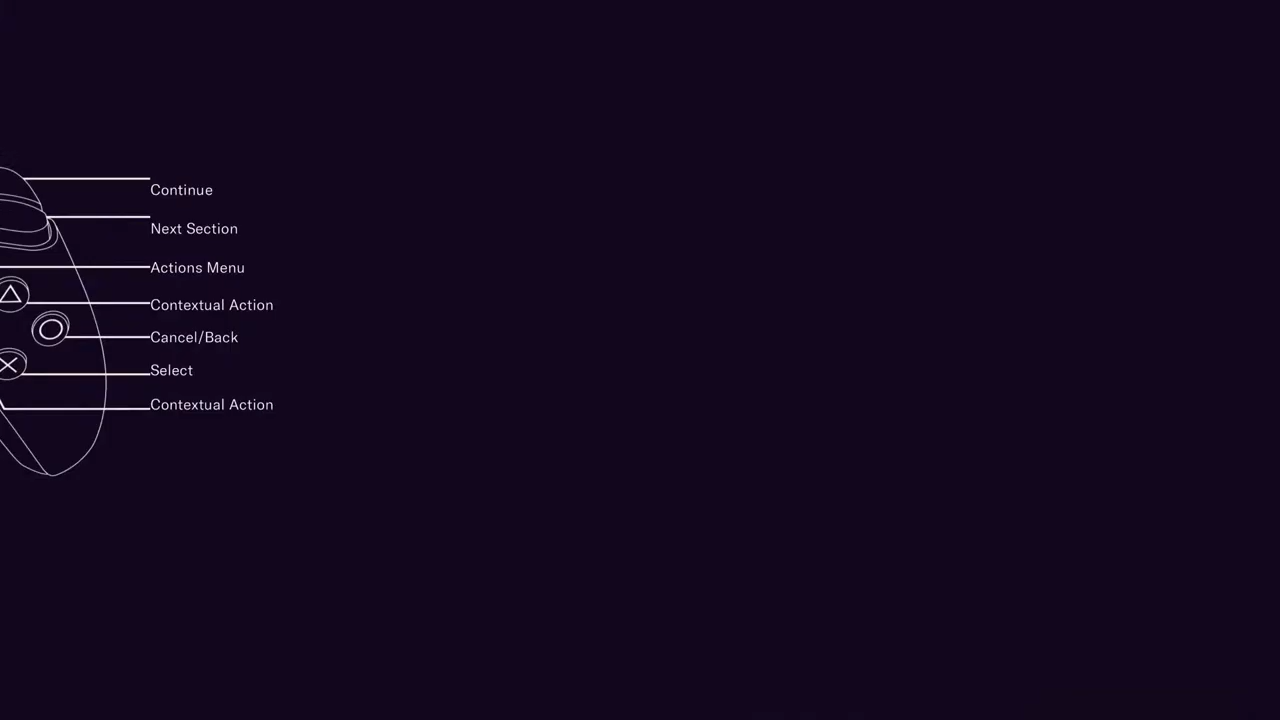 Continue
Next Section
Actions Menu
Contextual Action
Cancel/Back
Select
Contextual Action